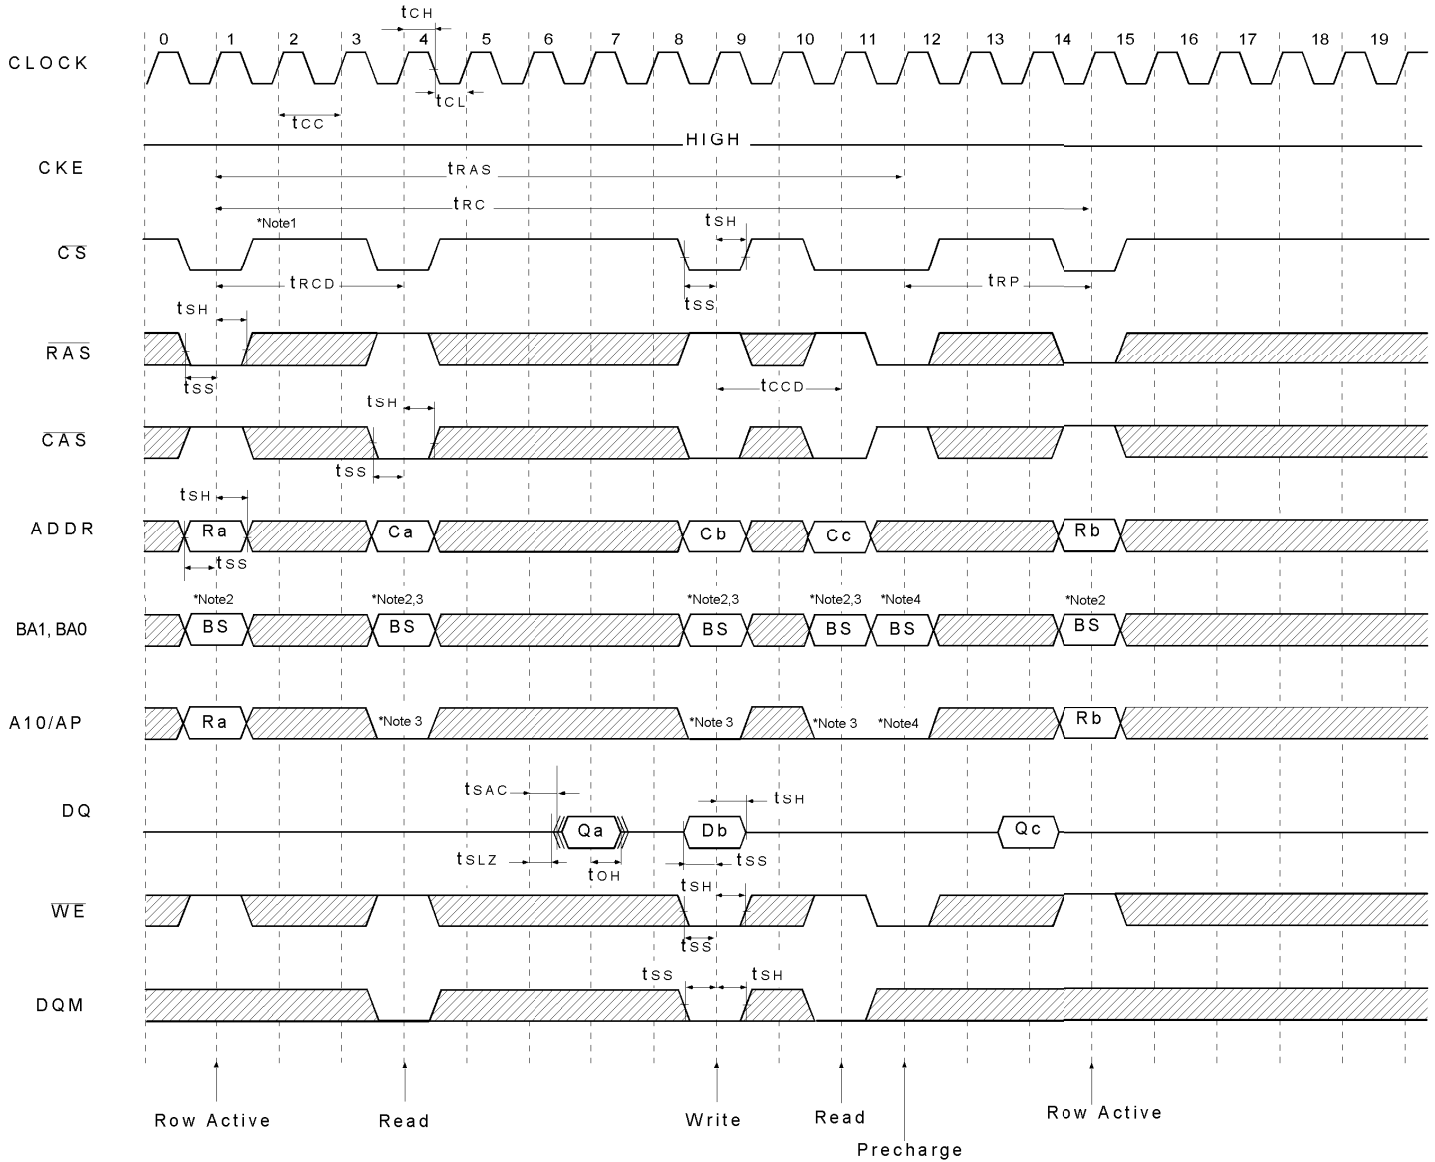 tCH
0 1 2 3 4 5 6 7 8 9 10 11 12 13 14 15 16 17 18 19
CLOCK
tCL
tCC
HIGH
CKE
tRAS
tRC
*Note1
tSH
CS
tRCD
tRP
tSS
tSH
RAS
tSS
tCCD
tSH
CAS
tSS
tSH
ADDR
Ra Ca Cb Cc Rb
tSS
*Note2 *Note2,3 *Note2,3 *Note2,3 *Note4 *Note2
BA1, BA0
BS BS BS BS BS BS
A10/AP
Ra *Note 3 *Note 3 *Note 3 *Note4 Rb
tSAC
tSH
DQ
Qa Db Qc
tSLZ
tOH
tSS
tSH
WE
tSS
tSS tSH
DQM
Row Active Read Write Read Row Active
Precharge